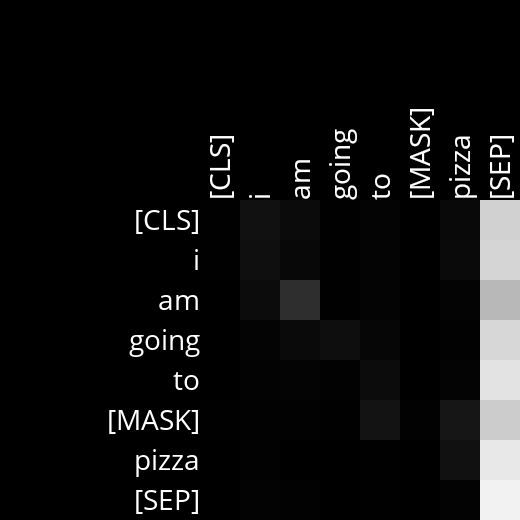 [CLS]
i
am
going
to
[MASK]
pizza
[SEP]
[CLS]
i
am
going
to
[MASK]
pizza
[SEP]